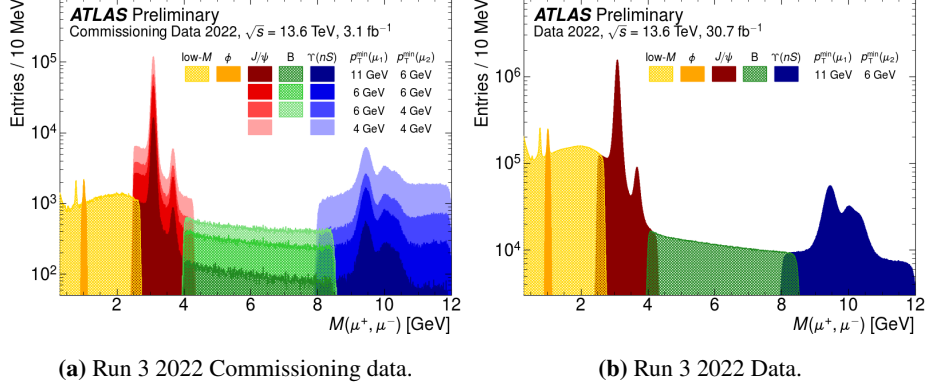 ATLAS Preliminary
Commissioning Data 2022, √s = 13.6 TeV, 3.1 fb⁻¹
low-M ϕ J/ψ B ϒ(nS) p_T^min(μ₁) p_T^min(μ₂)
11 GeV 6 GeV
6 GeV 6 GeV
6 GeV 4 GeV
4 GeV 4 GeV
Entries / 10 MeV
10⁵
10⁴
10³
10²
2 4 6 8 10 12
M(μ⁺, μ⁻) [GeV]
(a) Run 3 2022 Commissioning data.
ATLAS Preliminary
Data 2022, √s = 13.6 TeV, 30.7 fb⁻¹
low-M ϕ J/ψ B ϒ(nS) p_T^min(μ₁) p_T^min(μ₂)
11 GeV 6 GeV
Entries / 10 MeV
10⁶
10⁵
10⁴
2 4 6 8 10 12
M(μ⁺, μ⁻) [GeV]
(b) Run 3 2022 Data.